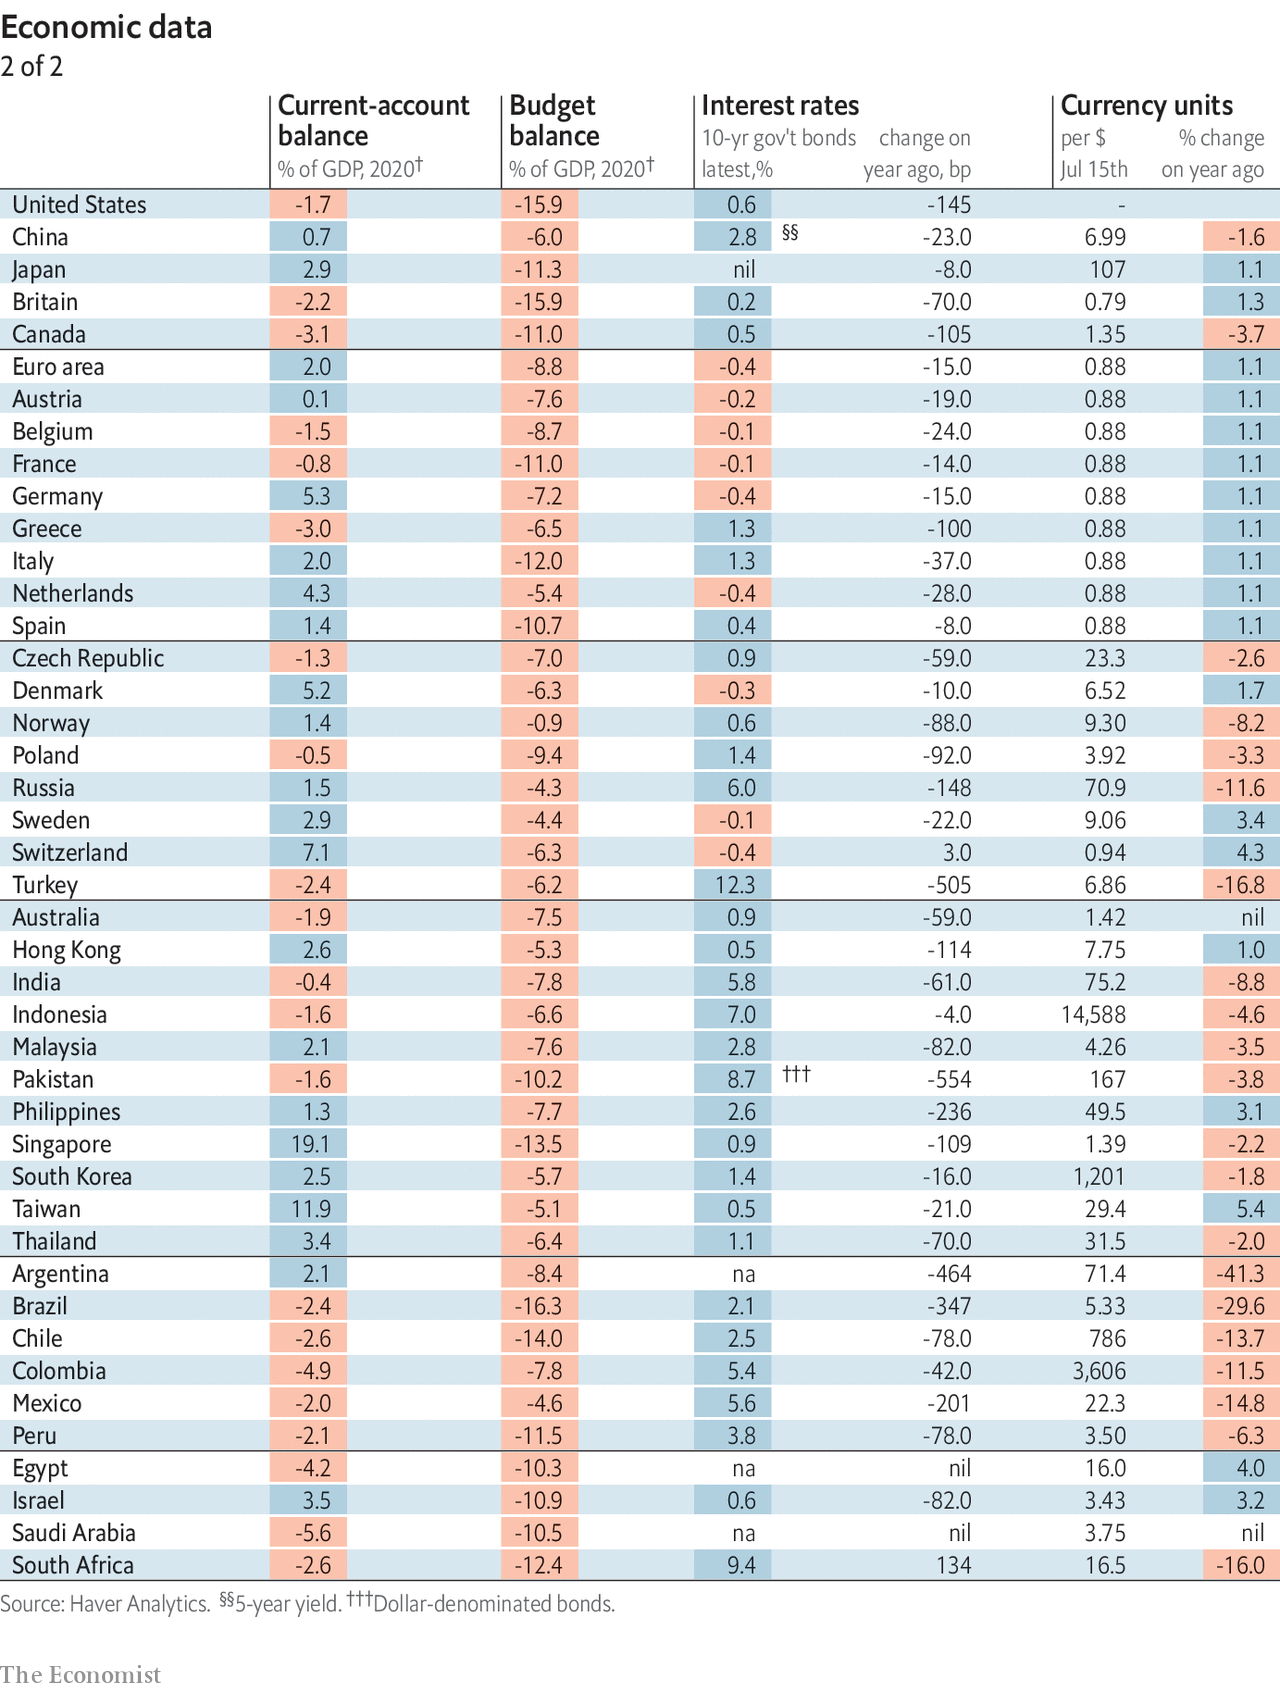 Economic data
2 of 2
Current-account balance % of GDP, 2020† Budget balance % of GDP, 2020† Interest rates 10-yr gov't bonds latest,% change on year ago, bp Currency units per $ Jul 15th % change on year ago
United States -1.7 -15.9 0.6 -145 -
China 0.7 -6.0 2.8 §§ -23.0 6.99 -1.6
Japan 2.9 -11.3 nil -8.0 107 1.1
Britain -2.2 -15.9 0.2 -70.0 0.79 1.3
Canada -3.1 -11.0 0.5 -105 1.35 -3.7
Euro area 2.0 -8.8 -0.4 -15.0 0.88 1.1
Austria 0.1 -7.6 -0.2 -19.0 0.88 1.1
Belgium -1.5 -8.7 -0.1 -24.0 0.88 1.1
France -0.8 -11.0 -0.1 -14.0 0.88 1.1
Germany 5.3 -7.2 -0.4 -15.0 0.88 1.1
Greece -3.0 -6.5 1.3 -100 0.88 1.1
Italy 2.0 -12.0 1.3 -37.0 0.88 1.1
Netherlands 4.3 -5.4 -0.4 -28.0 0.88 1.1
Spain 1.4 -10.7 0.4 -8.0 0.88 1.1
Czech Republic -1.3 -7.0 0.9 -59.0 23.3 -2.6
Denmark 5.2 -6.3 -0.3 -10.0 6.52 1.7
Norway 1.4 -0.9 0.6 -88.0 9.30 -8.2
Poland -0.5 -9.4 1.4 -92.0 3.92 -3.3
Russia 1.5 -4.3 6.0 -148 70.9 -11.6
Sweden 2.9 -4.4 -0.1 -22.0 9.06 3.4
Switzerland 7.1 -6.3 -0.4 3.0 0.94 4.3
Turkey -2.4 -6.2 12.3 -505 6.86 -16.8
Australia -1.9 -7.5 0.9 -59.0 1.42 nil
Hong Kong 2.6 -5.3 0.5 -114 7.75 1.0
India -0.4 -7.8 5.8 -61.0 75.2 -8.8
Indonesia -1.6 -6.6 7.0 -4.0 14,588 -4.6
Malaysia 2.1 -7.6 2.8 -82.0 4.26 -3.5
Pakistan -1.6 -10.2 8.7 ††† -554 167 -3.8
Philippines 1.3 -7.7 2.6 -236 49.5 3.1
Singapore 19.1 -13.5 0.9 -109 1.39 -2.2
South Korea 2.5 -5.7 1.4 -16.0 1,201 -1.8
Taiwan 11.9 -5.1 0.5 -21.0 29.4 5.4
Thailand 3.4 -6.4 1.1 -70.0 31.5 -2.0
Argentina 2.1 -8.4 na -464 71.4 -41.3
Brazil -2.4 -16.3 2.1 -347 5.33 -29.6
Chile -2.6 -14.0 2.5 -78.0 786 -13.7
Colombia -4.9 -7.8 5.4 -42.0 3,606 -11.5
Mexico -2.0 -4.6 5.6 -201 22.3 -14.8
Peru -2.1 -11.5 3.8 -78.0 3.50 -6.3
Egypt -4.2 -10.3 na nil 16.0 4.0
Israel 3.5 -10.9 0.6 -82.0 3.43 3.2
Saudi Arabia -5.6 -10.5 na nil 3.75 nil
South Africa -2.6 -12.4 9.4 134 16.5 -16.0
Source: Haver Analytics. §§5-year yield. †††Dollar-denominated bonds.
The Economist